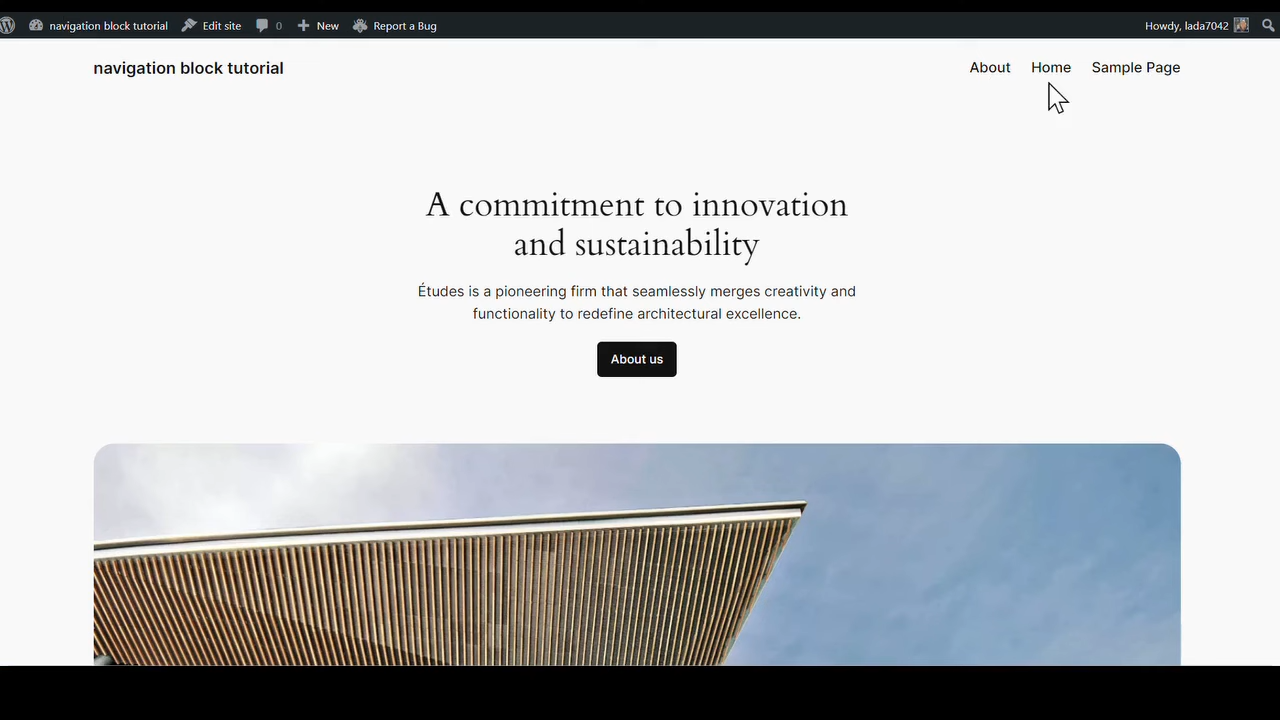 navigation block tutorial Edit site 0 New Report a Bug Howdy, lada7042
navigation block tutorial About Home Sample Page
A commitment to innovation
and sustainability
Études is a pioneering firm that seamlessly merges creativity and
functionality to redefine architectural excellence.
About us